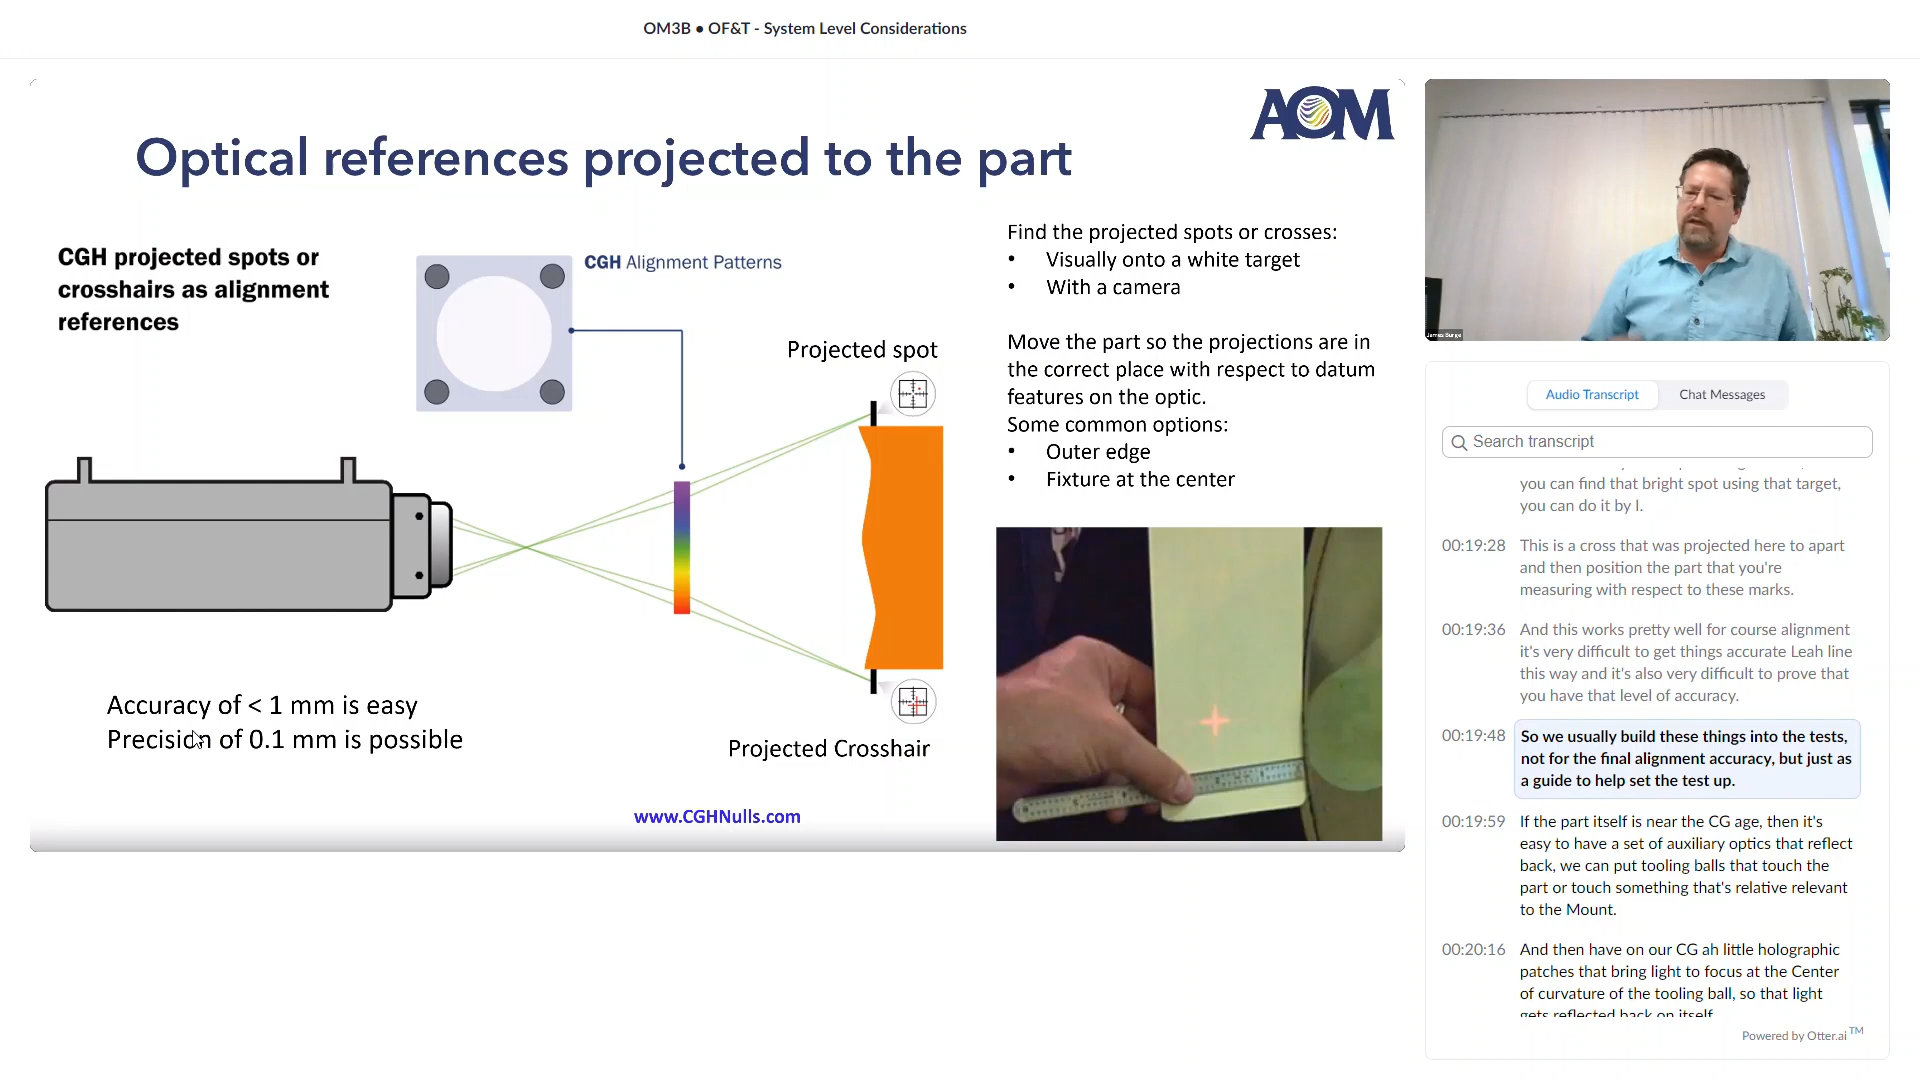 OM3B ● OF&T - System Level Considerations
AOM
Optical references projected to the part
CGH projected spots or
crosshairs as alignment
references
CGH Alignment Patterns
Projected spot
Projected Crosshair
Accuracy of < 1 mm is easy
Precision of 0.1 mm is possible
www.CGHNulls.com
Find the projected spots or crosses:
• Visually onto a white target
• With a camera
Move the part so the projections are in
the correct place with respect to datum
features on the optic.
Some common options:
• Outer edge
• Fixture at the center
James Burge
Audio Transcript
Chat Messages
Search transcript
you can find that bright spot using that target,
you can do it by I.
00:19:28 This is a cross that was projected here to apart
and then position the part that you're
measuring with respect to these marks.
00:19:36 And this works pretty well for course alignment
it's very difficult to get things accurate Leah line
this way and it's also very difficult to prove that
you have that level of accuracy.
00:19:48 So we usually build these things into the tests,
not for the final alignment accuracy, but just as
a guide to help set the test up.
00:19:59 If the part itself is near the CG age, then it's
easy to have a set of auxiliary optics that reflect
back, we can put tooling balls that touch the
part or touch something that's relative relevant
to the Mount.
00:20:16 And then have on our CG ah little holographic
patches that bring light to focus at the Center
of curvature of the tooling ball, so that light
gets reflected back on itself
Powered by Otter.ai TM